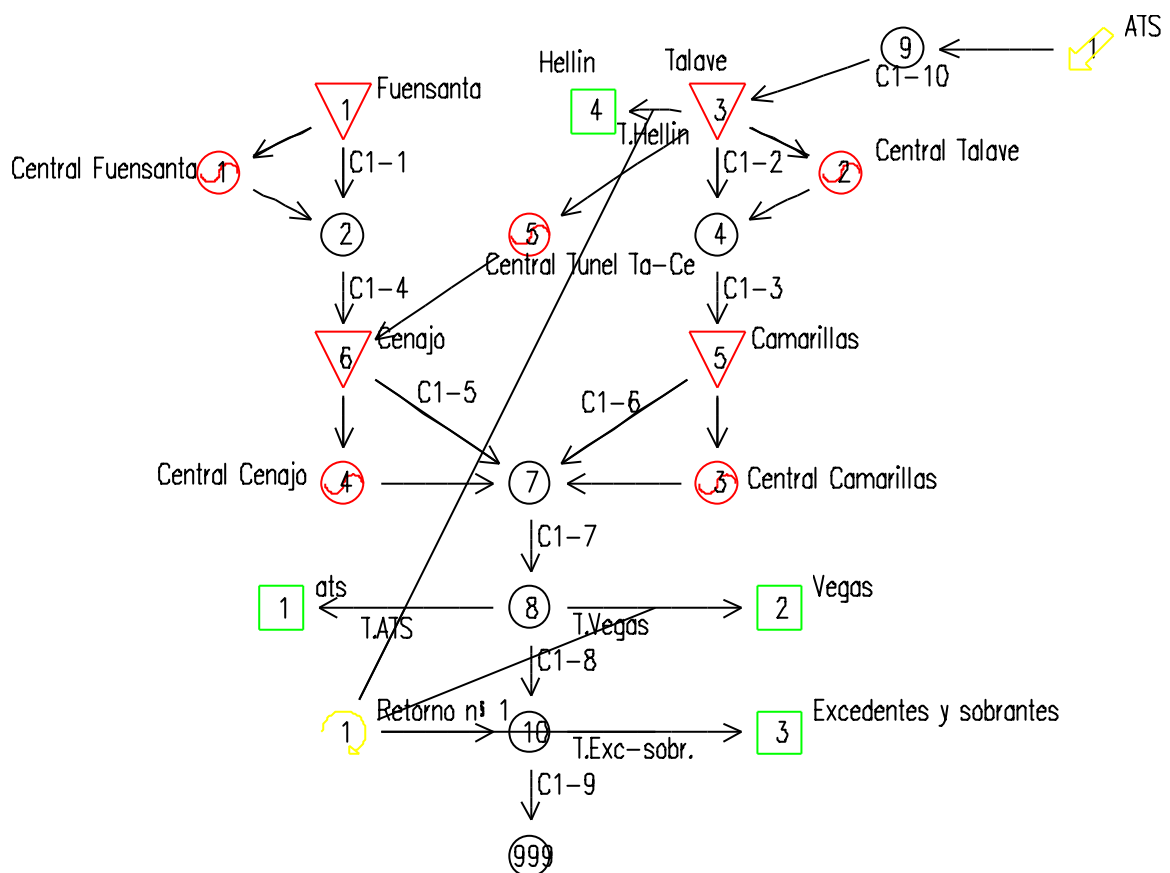 ATS
1
9
C1-10
Hellin
Talave
Fuensanta
1
4
3
T.Hellin
Central Fuensanta
1
C1-1
C1-2
2
Central Talave
2
5
4
Central Tunel Ta-Ce
C1-4
C1-3
Cenajo
6
Camarillas
5
C1-5
C1-6
Central Cenajo
4
7
3
Central Camarillas
C1-7
ats
1
8
Vegas
2
T.ATS
T.Vegas
C1-8
Retorno nº 1
1
10
Excedentes y sobrantes
3
T.Exc-sobr.
C1-9
999